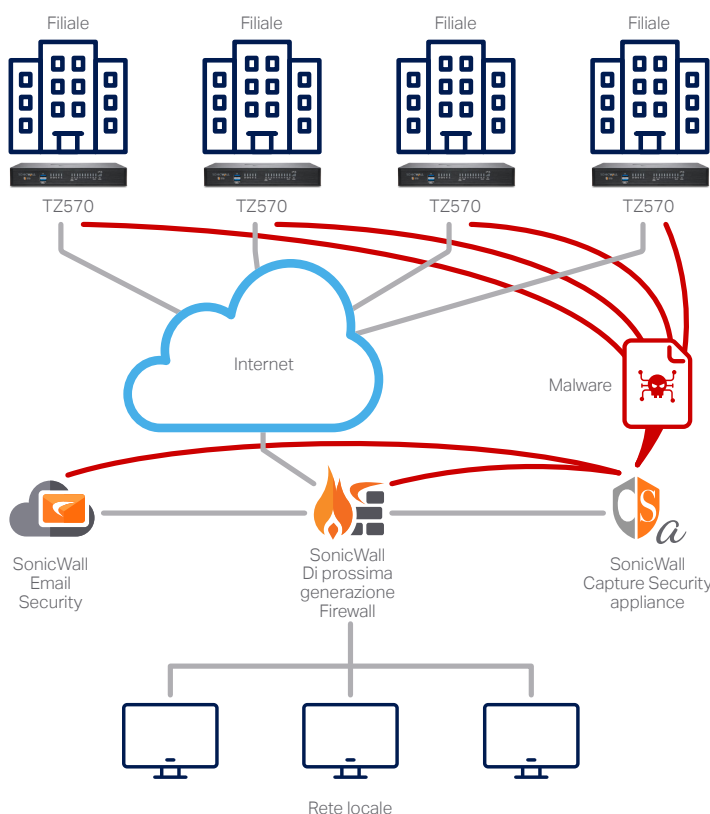 Filiale
Filiale
Filiale
Filiale
TZ570
TZ570
TZ570
TZ570
Internet
Malware
SonicWall
Email
Security
SonicWall
Di prossima
generazione
Firewall
CSa
SonicWall
Capture Security
appliance
Rete locale